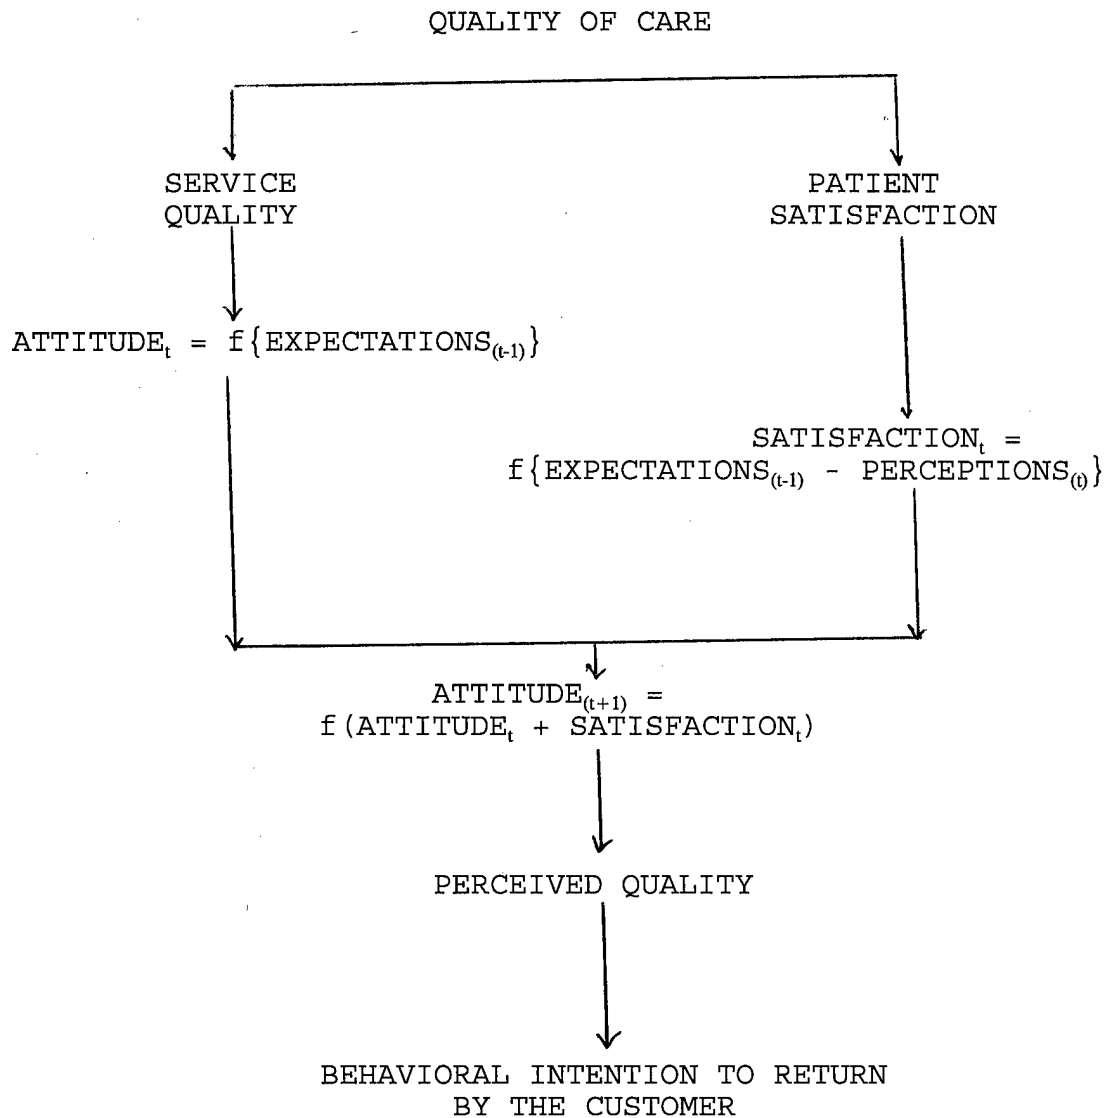 QUALITY OF CARE
SERVICE
QUALITY
PATIENT
SATISFACTION
ATTITUDEₜ = f{EXPECTATIONS₍ₜ₋₁₎}
SATISFACTIONₜ =
f{EXPECTATIONS₍ₜ₋₁₎ - PERCEPTIONS₍ₜ₎}
ATTITUDE₍ₜ₊₁₎ =
f(ATTITUDEₜ + SATISFACTIONₜ)
PERCEIVED QUALITY
BEHAVIORAL INTENTION TO RETURN
BY THE CUSTOMER